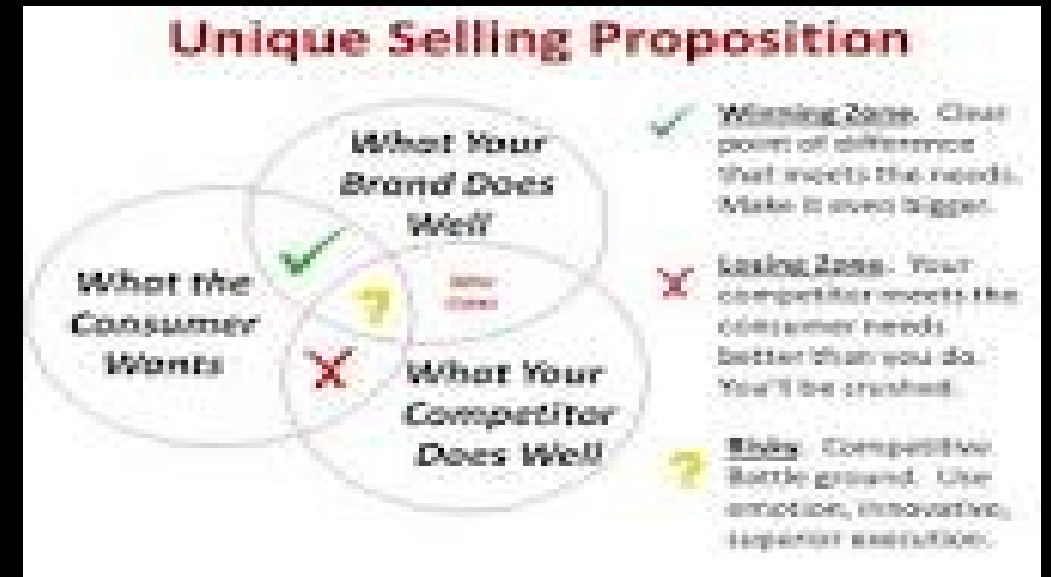 Unique Selling Proposition
What Your
Brand Does
Well
What the
Consumer
Wants
?
What Your
Competitor
Does Well
Winning Zone. Clear
point of difference
that meets the needs.
Make it even bigger.
Losing Zone. Your
competitor meets the
consumer needs
better than you do.
You'll be crushed.
? Risky. Competitive
Battle ground. Use
emotion, innovative,
superior execution.